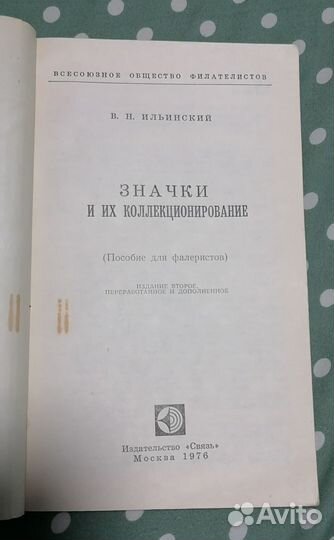 ВСЕСОЮЗНОЕ ОБЩЕСТВО ФИЛАТЕЛИСТОВ
В. Н. ИЛЬИНСКИЙ
ЗНАЧКИ
И ИХ КОЛЛЕКЦИОНИРОВАНИЕ
(Пособие для фалеристов)
ИЗДАНИЕ ВТОРОЕ,
ПЕРЕРАБОТАННОЕ И ДОПОЛНЕННОЕ
Издательство «Связь»
Москва 1976
Avito